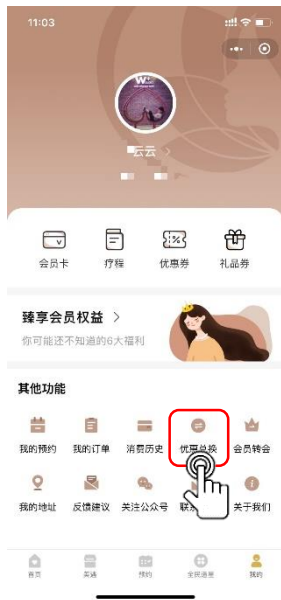 11:03
云云
会员卡 疗程 优惠券 礼品券
臻享会员权益
你可能还不知道的6大福利
其他功能
我的预约 我的订单 消费历史 优惠兑换 会员转会
我的地址 反馈建议 关注公众号 联系 关于我们
首页 预约 我的